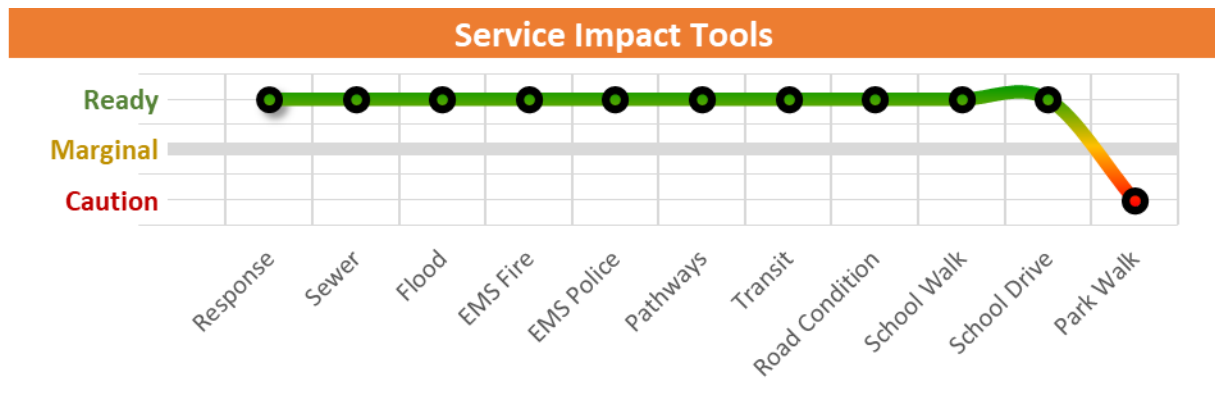 Service Impact Tools
Ready
Marginal
Caution
Response
Sewer
Flood
EMS Fire
EMS Police
Pathways
Transit
Road Condition
School Walk
School Drive
Park Walk